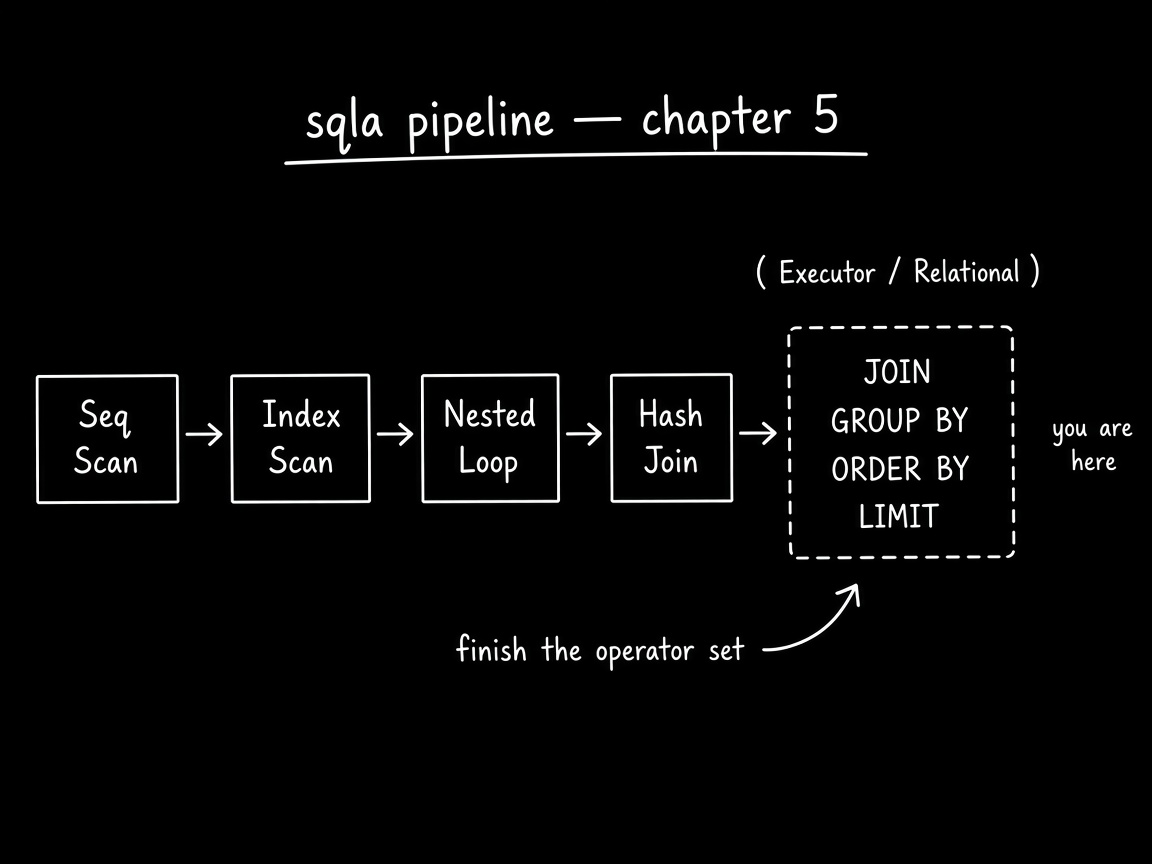 sqla pipeline — chapter 5
( Executor / Relational )
Seq
Scan
Index
Scan
Nested
Loop
Hash
Join
JOIN
GROUP BY
ORDER BY
LIMIT
you are
here
finish the operator set